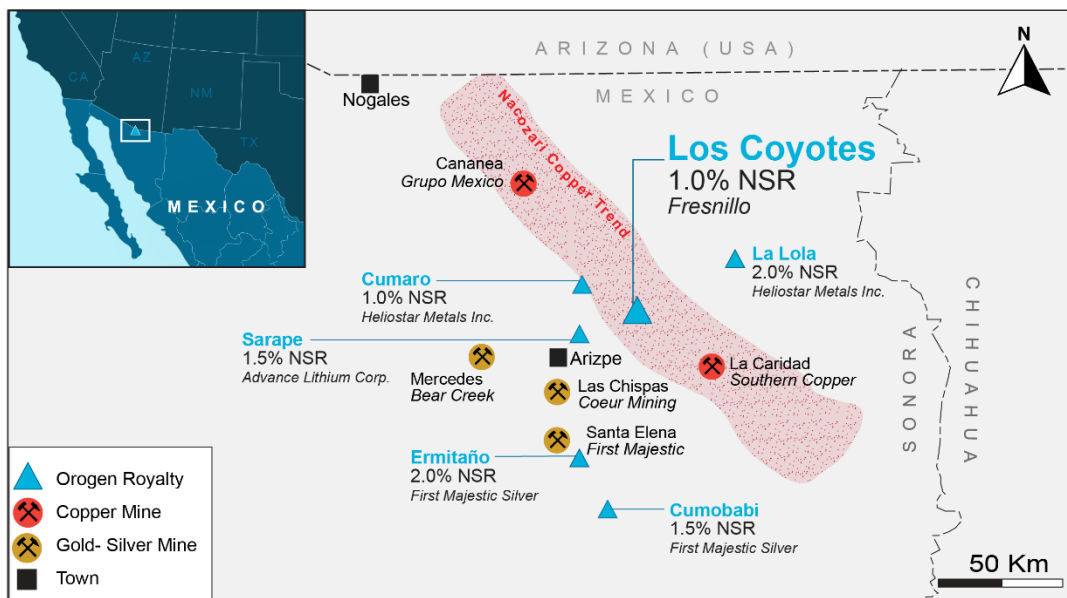 CA
AZ
NM
TX
MEXICO
ARIZONA (USA)
MEXICO
N
Nogales
Nacozari Copper Trend
Cananea
Grupo Mexico
Los Coyotes
1.0% NSR
Fresnillo
La Lola
2.0% NSR
Heliostar Metals Inc.
Cumaro
1.0% NSR
Heliostar Metals Inc.
Sarape
1.5% NSR
Advance Lithium Corp.
Mercedes
Bear Creek
Arizpe
Las Chispas
Coeur Mining
La Caridad
Southern Copper
Santa Elena
First Majestic
Ermitaño
2.0% NSR
First Majestic Silver
Cumobabi
1.5% NSR
First Majestic Silver
SONORA
CHIHUAHUA
Orogen Royalty
Copper Mine
Gold- Silver Mine
Town
50 Km